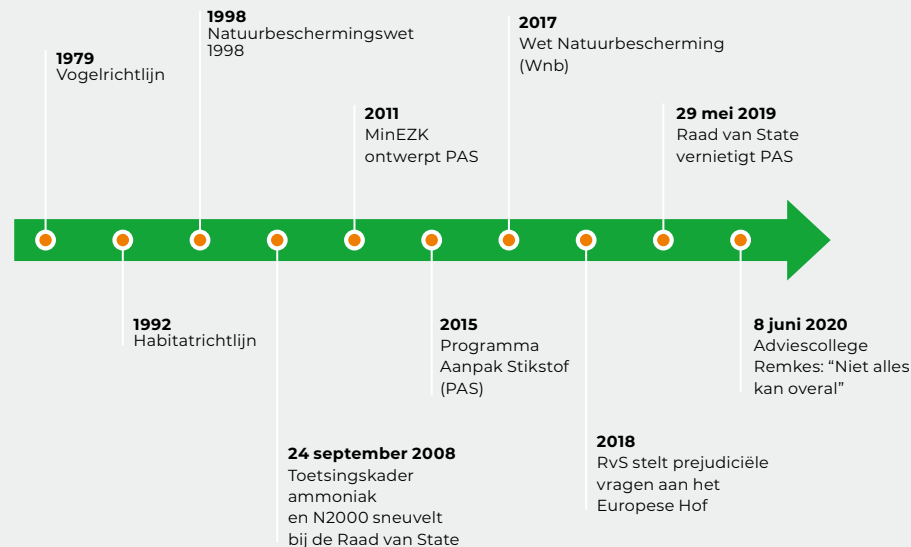 1979
Vogelrichtlijn
1992
Habitatrichtlijn
1998
Natuurbeschermingswet
1998
24 september 2008
Toetsingskader
ammoniak
en N2000 sneuvelt
bij de Raad van State
2011
MinEZK
ontwerpt PAS
2015
Programma
Aanpak Stikstof
(PAS)
2017
Wet Natuurbescherming
(Wnb)
2018
RvS stelt prejudiciële
vragen aan het
Europese Hof
29 mei 2019
Raad van State
vernietigt PAS
8 juni 2020
Adviescollege
Remkes: “Niet alles
kan overal”